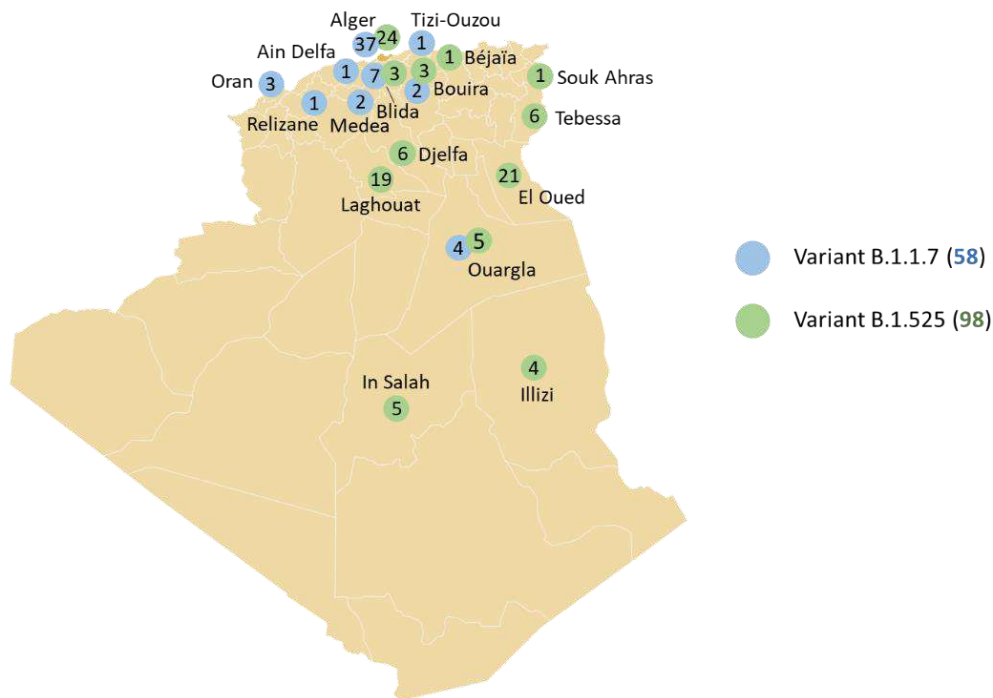 Alger
Tizi-Ouzou
37
24
1
Ain Delfa
1
Béjaïa
Oran
3
1
7
3
3
1
Souk Ahras
2
Bouira
1
2
Blida
Relizane
Medea
6
Tebessa
6
Djelfa
19
21
Laghouat
El Oued
4
5
Ouargla
Variant B.1.1.7 (58)
Variant B.1.525 (98)
In Salah
4
5
Illizi